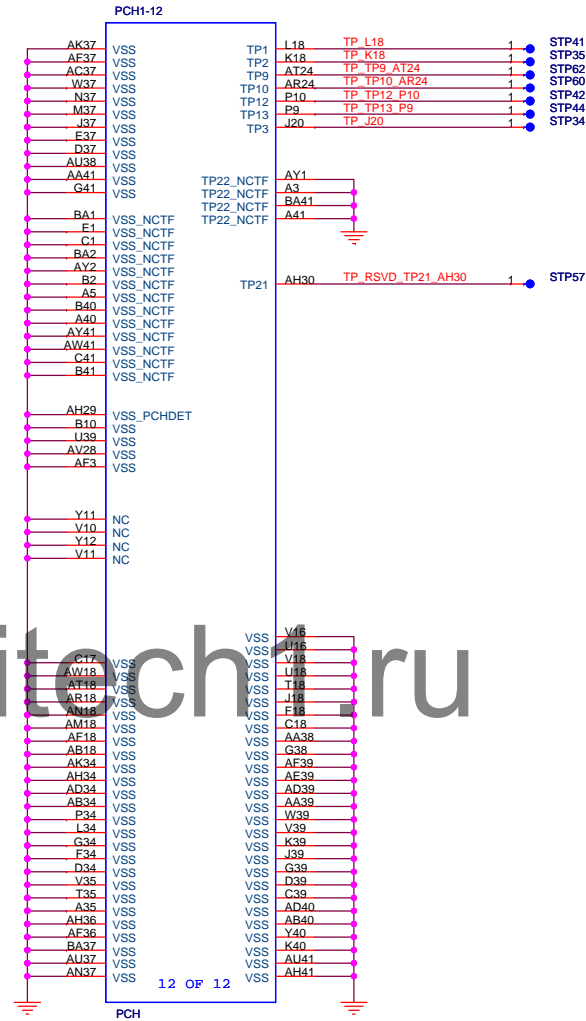 PCH1-12
AK37 VSS TP1 L18 TP_L18 1 STP41
AF37 VSS TP2 K18 TP_K18 1 STP35
AC37 VSS TP9 AT24 TP_TP9_AT24 1 STP62
W37 VSS TP10 AR24 TP_TP10_AR24 1 STP60
N37 VSS TP12 P10 TP_TP12_P10 1 STP42
M37 VSS TP13 P9 TP_TP13_P9 1 STP44
J37 VSS TP3 J20 TP_J20 1 STP34
E37 VSS
D37 VSS
AU38 VSS
AA41 VSS TP22_NCTF AY1
G41 VSS TP22_NCTF A3
TP22_NCTF BA41
BA1 VSS_NCTF TP22_NCTF A41
E1 VSS_NCTF
C1 VSS_NCTF
BA2 VSS_NCTF
AY2 VSS_NCTF
B2 VSS_NCTF TP21 AH30 TP_RSVD_TP21_AH30 1 STP57
A5 VSS_NCTF
B40 VSS_NCTF
A40 VSS_NCTF
AY41 VSS_NCTF
AW41 VSS_NCTF
C41 VSS_NCTF
B41 VSS_NCTF
AH29 VSS_PCHDET
B10 VSS
U39 VSS
AV28 VSS
AF3 VSS
Y11 NC
V10 NC
Y12 NC
V11 NC
VSS V16
VSS U16
C17 VSS VSS V18
AW18 VSS VSS U18
AT18 VSS VSS T18
AR18 VSS VSS J18
AN18 VSS VSS F18
AM18 VSS VSS C18
AF18 VSS VSS AA38
AB18 VSS VSS G38
AK34 VSS VSS AF39
AH34 VSS VSS AE39
AD34 VSS VSS AD39
AB34 VSS VSS AA39
P34 VSS VSS W39
L34 VSS VSS V39
G34 VSS VSS K39
F34 VSS VSS J39
D34 VSS VSS G39
V35 VSS VSS D39
T35 VSS VSS C39
A35 VSS VSS AD40
AH36 VSS VSS AB40
AF36 VSS VSS Y40
BA37 VSS VSS K40
AU37 VSS VSS AU41
AN37 VSS VSS AH41
12 OF 12
PCH
itech1.ru